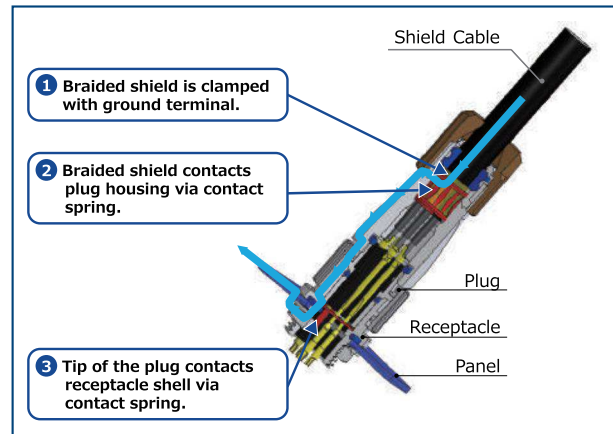 Shield Cable
1 Braided shield is clamped
with ground terminal.
2 Braided shield contacts
plug housing via contact
spring.
Plug
Receptacle
Panel
3 Tip of the plug contacts
receptacle shell via
contact spring.